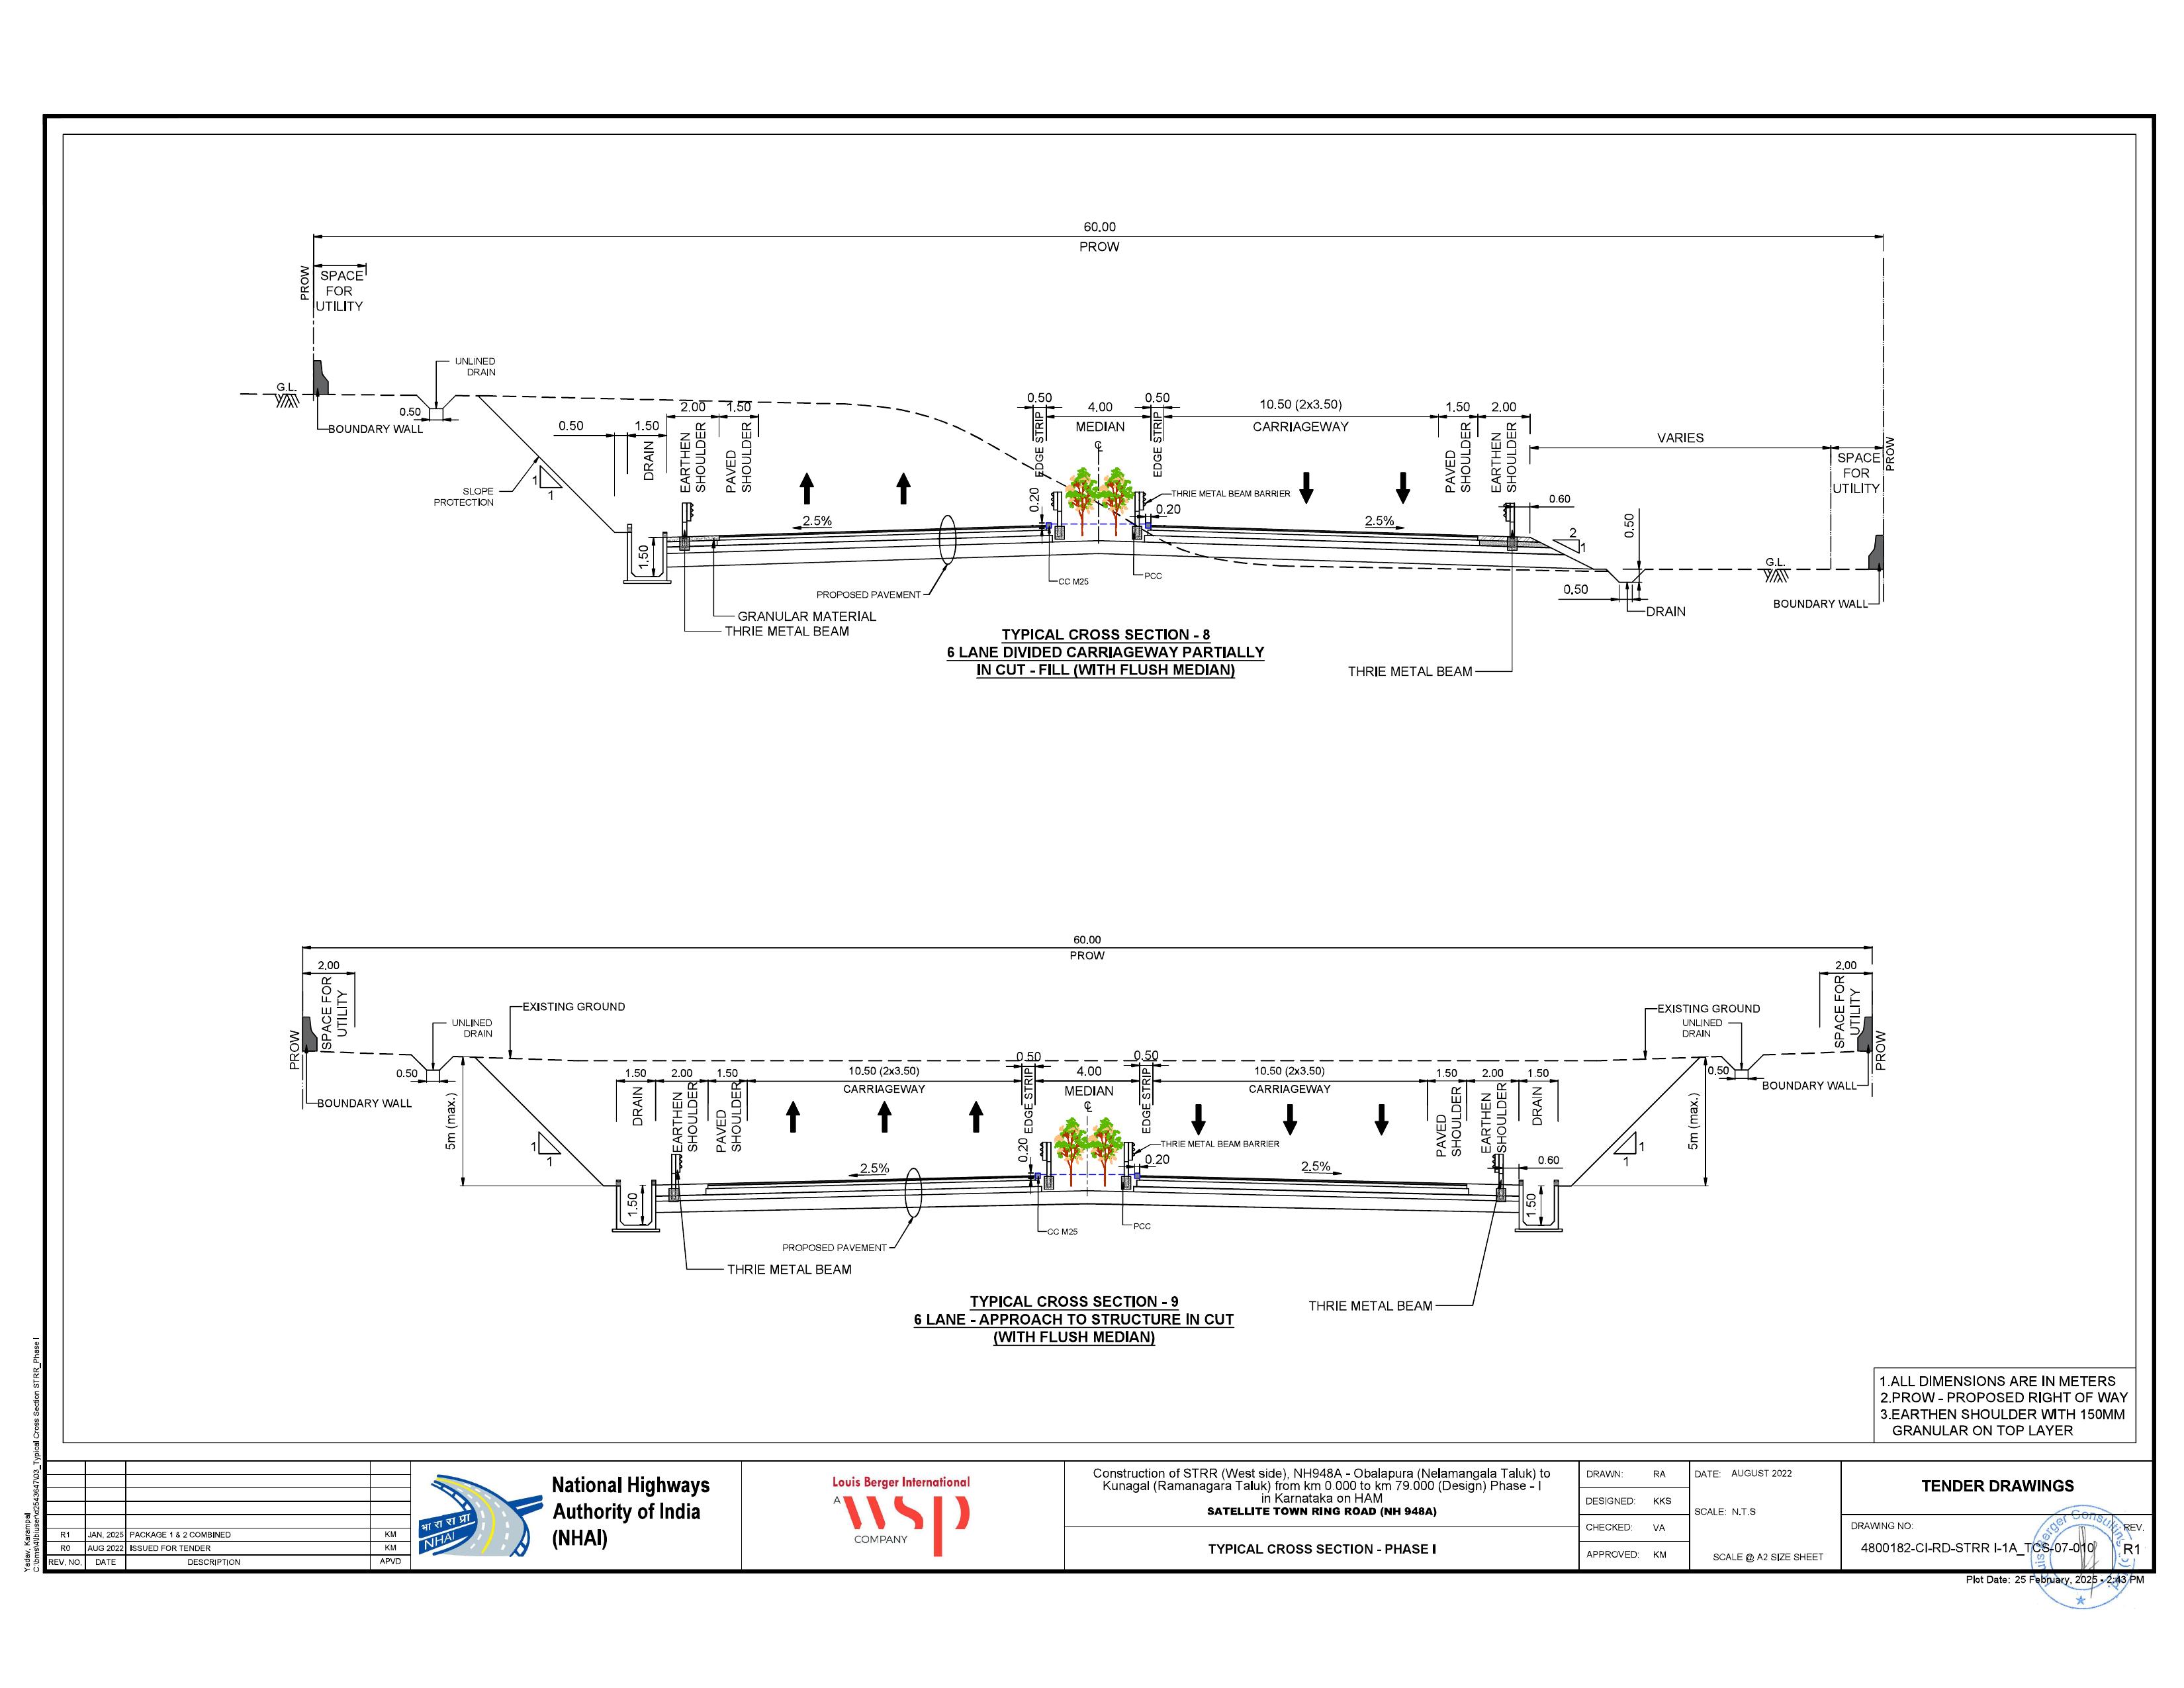 60.00
PROW
PROW
SPACE
FOR
UTILITY
UNLINED
DRAIN
G.L.
0.50
BOUNDARY WALL
0.50
1.50
DRAIN
2.00
EARTHEN
SHOULDER
1.50
PAVED
SHOULDER
0.50
EDGE STRIP
4.00
MEDIAN
℄
0.50
EDGE STRIP
10.50 (2x3.50)
CARRIAGEWAY
1.50
PAVED
SHOULDER
2.00
EARTHEN
SHOULDER
VARIES
SPACE
FOR
UTILITY
PROW
SLOPE
PROTECTION
1
1
0.20
THRIE METAL BEAM BARRIER
0.20
0.60
2.5%
2.5%
2
1
0.50
1.50
G.L.
CC M25
PCC
PROPOSED PAVEMENT
0.50
DRAIN
BOUNDARY WALL
GRANULAR MATERIAL
THRIE METAL BEAM
THRIE METAL BEAM
TYPICAL CROSS SECTION - 8
6 LANE DIVIDED CARRIAGEWAY PARTIALLY
IN CUT - FILL (WITH FLUSH MEDIAN)
60.00
PROW
2.00
SPACE FOR
UTILITY
PROW
2.00
SPACE FOR
UTILITY
PROW
EXISTING GROUND
UNLINED
DRAIN
EXISTING GROUND
UNLINED
DRAIN
0.50
BOUNDARY WALL
0.50
BOUNDARY WALL
5m (max.)
5m (max.)
1.50
DRAIN
2.00
EARTHEN
SHOULDER
1.50
PAVED
SHOULDER
10.50 (2x3.50)
CARRIAGEWAY
0.50
EDGE STRIP
4.00
MEDIAN
℄
0.50
EDGE STRIP
10.50 (2x3.50)
CARRIAGEWAY
1.50
PAVED
SHOULDER
2.00
EARTHEN
SHOULDER
1.50
DRAIN
1
1
1
1
0.20
THRIE METAL BEAM BARRIER
0.20
0.60
2.5%
2.5%
1.50
1.50
CC M25
PCC
PROPOSED PAVEMENT
THRIE METAL BEAM
THRIE METAL BEAM
TYPICAL CROSS SECTION - 9
6 LANE - APPROACH TO STRUCTURE IN CUT
(WITH FLUSH MEDIAN)
1.ALL DIMENSIONS ARE IN METERS
2.PROW - PROPOSED RIGHT OF WAY
3.EARTHEN SHOULDER WITH 150MM
GRANULAR ON TOP LAYER
R1 JAN, 2025 PACKAGE 1 & 2 COMBINED KM
R0 AUG 2022 ISSUED FOR TENDER KM
REV, NO, DATE DESCRIPTION APVD
भा रा रा प्रा
NHAI
National Highways
Authority of India
(NHAI)
Louis Berger International
A
wsp
COMPANY
Construction of STRR (West side), NH948A - Obalapura (Nelamangala Taluk) to
Kunagal (Ramanagara Taluk) from km 0.000 to km 79.000 (Design) Phase - I
in Karnataka on HAM
SATELLITE TOWN RING ROAD (NH 948A)
TYPICAL CROSS SECTION - PHASE I
DRAWN: RA
DESIGNED: KKS
CHECKED: VA
APPROVED: KM
DATE: AUGUST 2022
SCALE: N.T.S
SCALE @ A2 SIZE SHEET
TENDER DRAWINGS
DRAWING NO:
4800182-CI-RD-STRR I-1A_TCS-07-010
REV.
R1
Plot Date: 25 February, 2025 - 2:43 PM
Yadav, Karampal